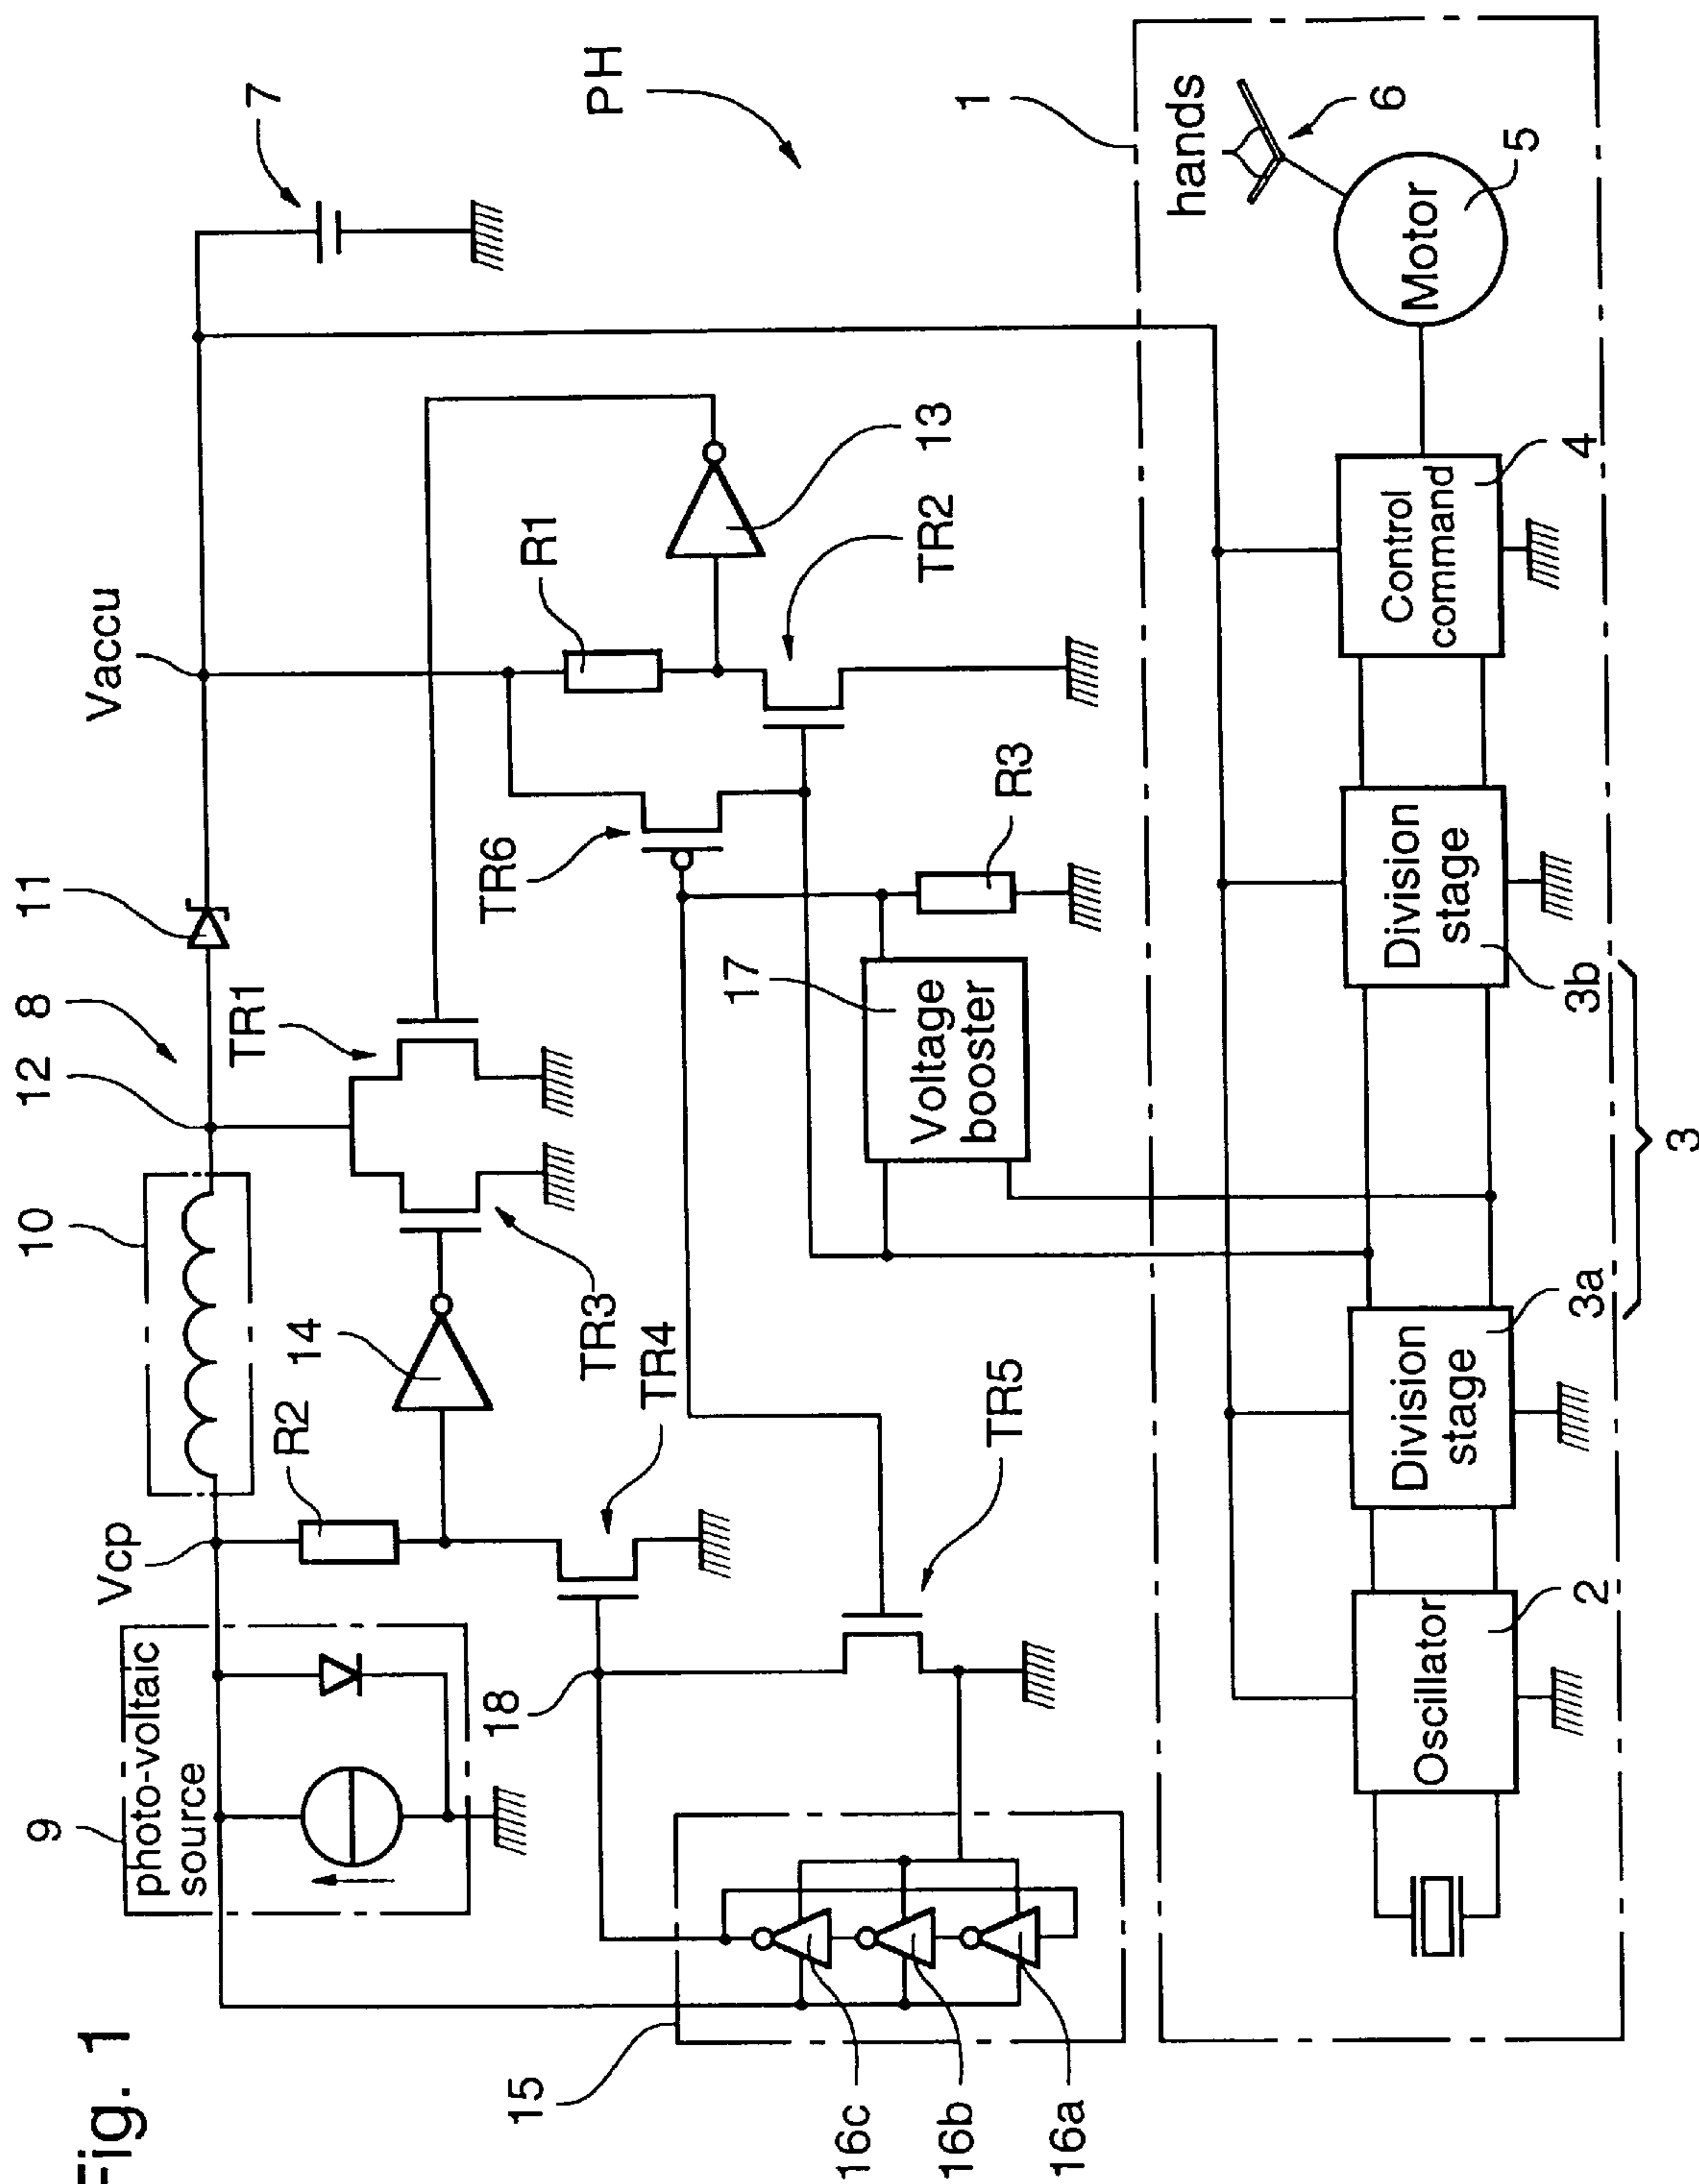 Fig. 1
9
photo-voltaic
source
Vcp
10
12
8
11
Vaccu
7
PH
R2
14
TR3
TR1
TR4
18
15
16c
16b
16a
TR5
TR6
17
Voltage
booster
R3
R1
13
TR2
1
hands
6
Motor
5
Control
command
4
Division
stage
3b
Division
stage
3a
3
Oscillator
2